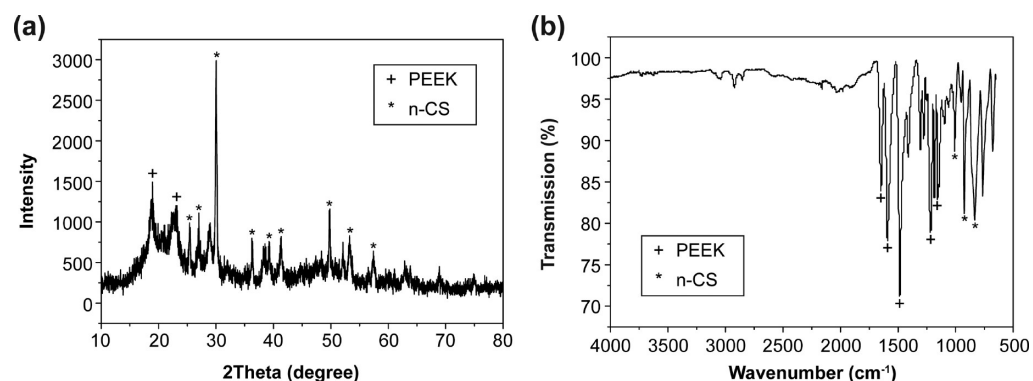 (a)
3000
2500
2000
1500
1000
500
0
Intensity
+ PEEK
* n-CS
+
+
*
*
*
*
*
*
*
*
*
10 20 30 40 50 60 70 80
2Theta (degree)
(b)
100
95
90
85
80
75
70
Transmission (%)
+ PEEK
* n-CS
+
+
+
+
+
*
*
*
4000 3500 3000 2500 2000 1500 1000 500
Wavenumber (cm⁻¹)